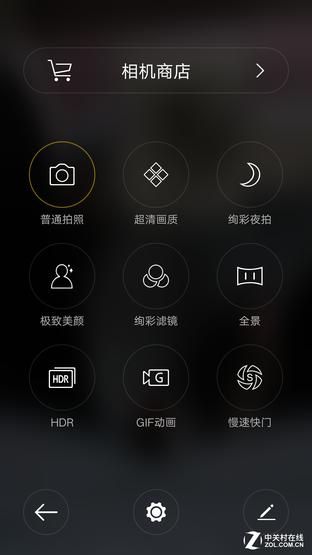 相机商店
普通拍照
超清画质
绚彩夜拍
极致美颜
绚彩滤镜
全景
HDR
HDR
G
GIF动画
S
慢速快门
Z
中关村在线
ZOL.COM.CN